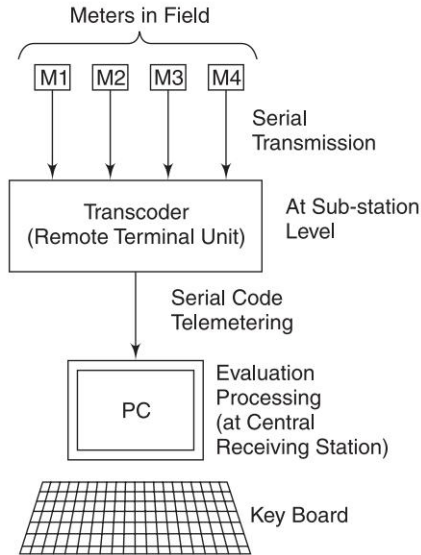 Meters in Field
M1 M2 M3 M4
Serial
Transmission
Transcoder
(Remote Terminal Unit)
At Sub-station
Level
Serial Code
Telemetering
PC
Evaluation
Processing
(at Central
Receiving Station)
Key Board